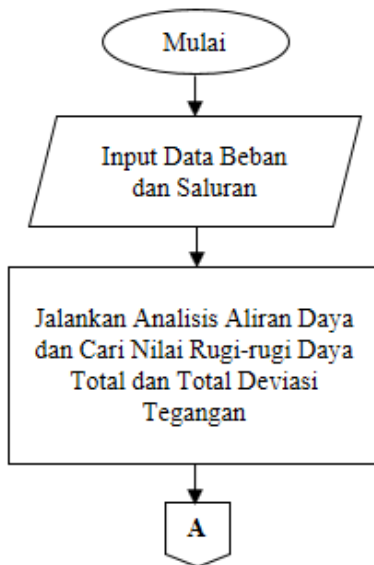 Mulai
Input Data Beban
dan Saluran
Jalankan Analisis Aliran Daya
dan Cari Nilai Rugi-rugi Daya
Total dan Total Deviasi
Tegangan
A